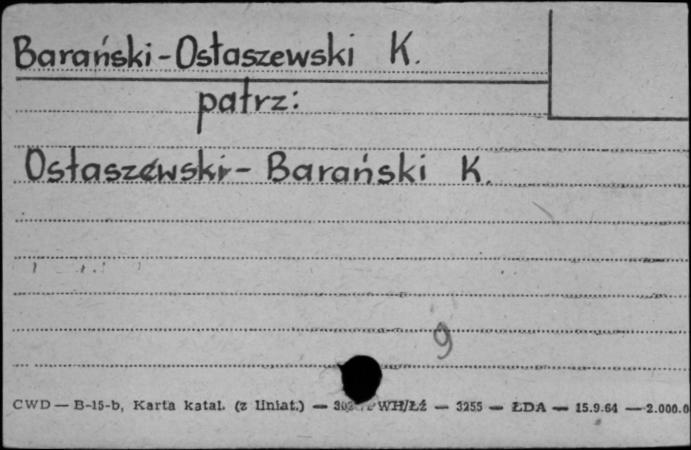 Barański-Ostaszewski K.
patrz:
Ostaszewski-Barański K.
9
CWD — B-15-b, Karta katal. (z liniat.) — WH/Łź — 3255 — ŁDA — 15.9.64 — 2.000.0